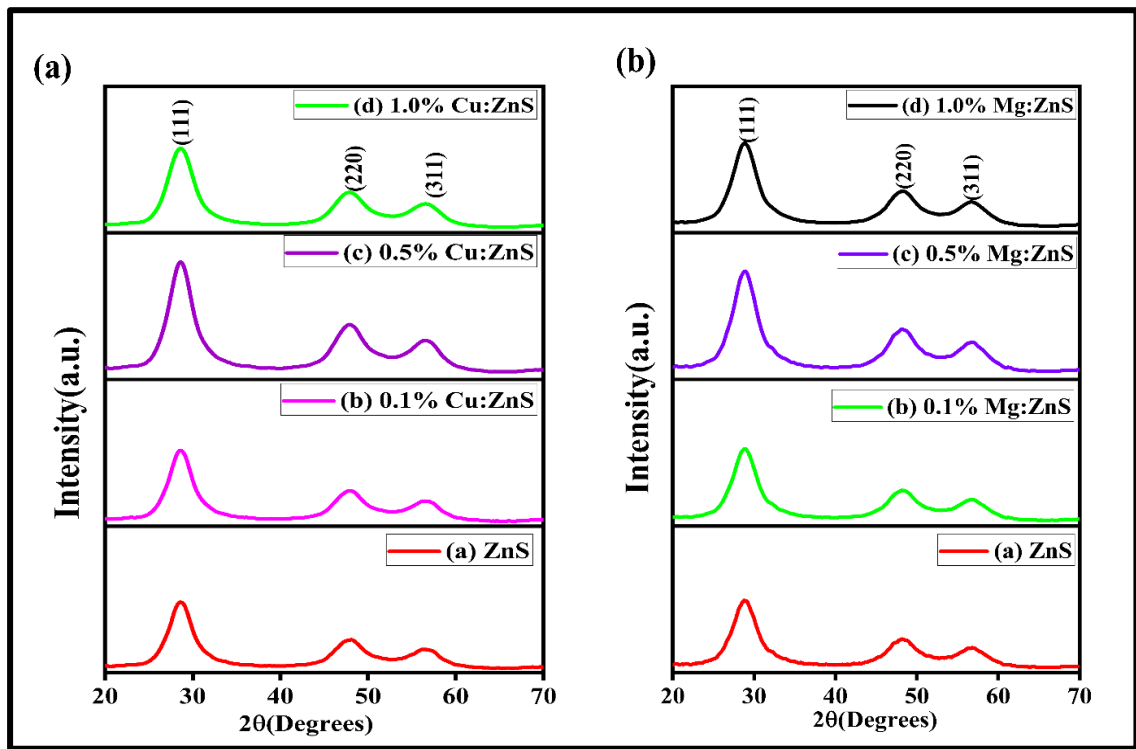 (a)
(d) 1.0% Cu:ZnS
(111)
(220)
(311)
(c) 0.5% Cu:ZnS
(b) 0.1% Cu:ZnS
(a) ZnS
Intensity(a.u.)
20 30 40 50 60 70
2θ(Degrees)
(b)
(d) 1.0% Mg:ZnS
(111)
(220)
(311)
(c) 0.5% Mg:ZnS
(b) 0.1% Mg:ZnS
(a) ZnS
Intensity(a.u.)
20 30 40 50 60 70
2θ(Degrees)